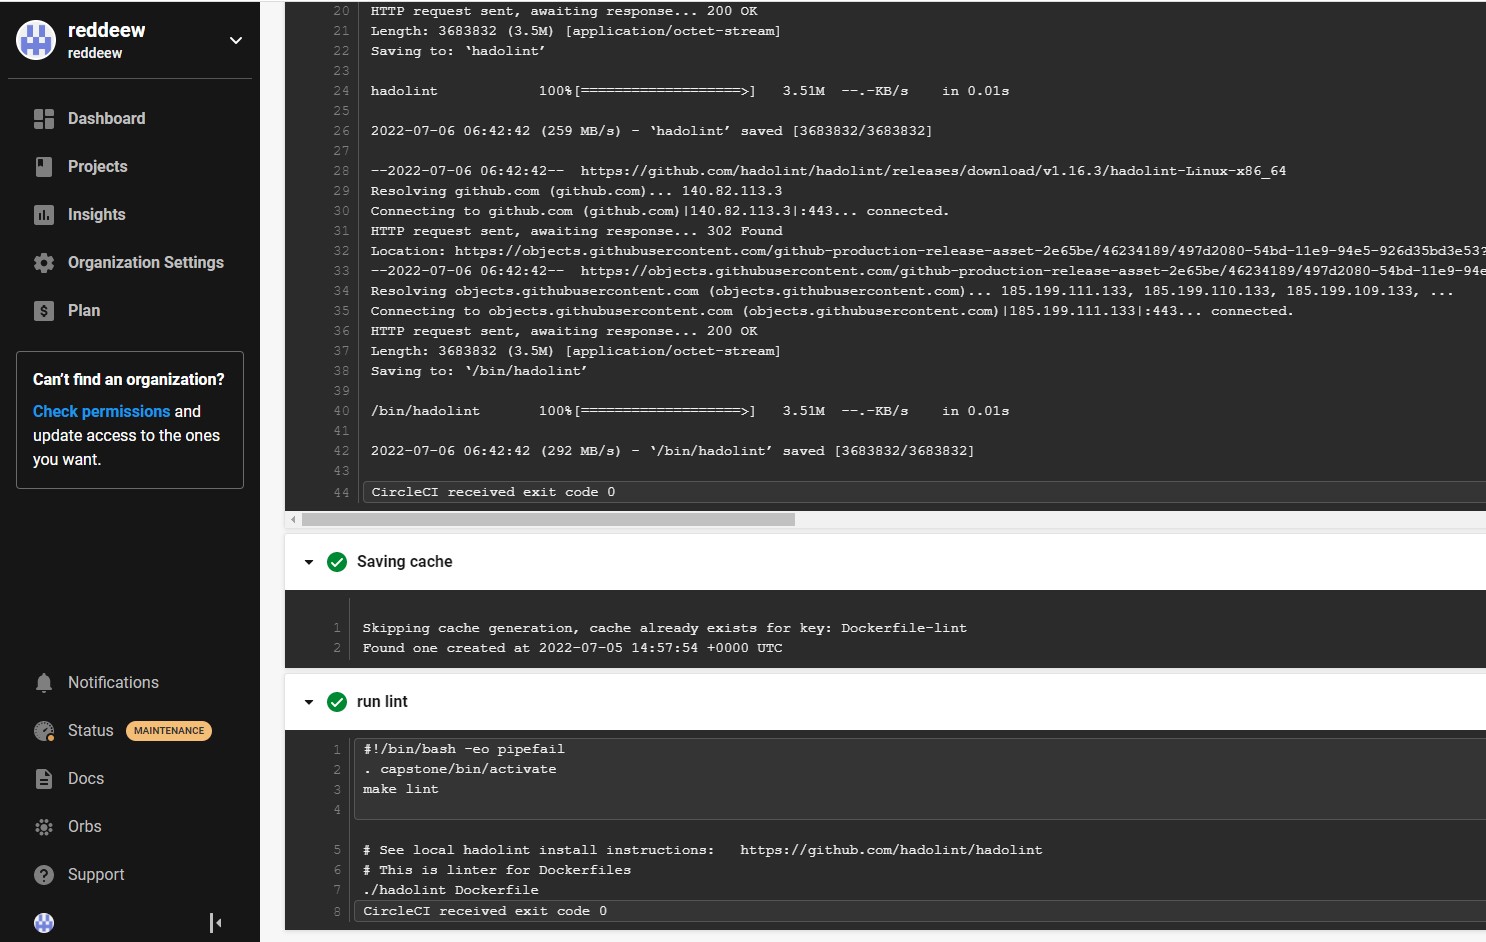 reddeew
reddeew
Dashboard
Projects
Insights
Organization Settings
Plan
Can't find an organization?
Check permissions and
update access to the ones
you want.
Notifications
Status MAINTENANCE
Docs
Orbs
Support
20 HTTP request sent, awaiting response... 200 OK
21 Length: 3683832 (3.5M) [application/octet-stream]
22 Saving to: ‘hadolint’
23
24 hadolint 100%[===================>] 3.51M --.-KB/s in 0.01s
25
26 2022-07-06 06:42:42 (259 MB/s) - ‘hadolint’ saved [3683832/3683832]
27
28 --2022-07-06 06:42:42-- https://github.com/hadolint/hadolint/releases/download/v1.16.3/hadolint-Linux-x86_64
29 Resolving github.com (github.com)... 140.82.113.3
30 Connecting to github.com (github.com)|140.82.113.3|:443... connected.
31 HTTP request sent, awaiting response... 302 Found
32 Location: https://objects.githubusercontent.com/github-production-release-asset-2e65be/46234189/497d2080-54bd-11e9-94e5-926d35bd3e53?
33 --2022-07-06 06:42:42-- https://objects.githubusercontent.com/github-production-release-asset-2e65be/46234189/497d2080-54bd-11e9-94e
34 Resolving objects.githubusercontent.com (objects.githubusercontent.com)... 185.199.111.133, 185.199.110.133, 185.199.109.133, ...
35 Connecting to objects.githubusercontent.com (objects.githubusercontent.com)|185.199.111.133|:443... connected.
36 HTTP request sent, awaiting response... 200 OK
37 Length: 3683832 (3.5M) [application/octet-stream]
38 Saving to: ‘/bin/hadolint’
39
40 /bin/hadolint 100%[===================>] 3.51M --.-KB/s in 0.01s
41
42 2022-07-06 06:42:42 (292 MB/s) - ‘/bin/hadolint’ saved [3683832/3683832]
43
44 CircleCI received exit code 0
Saving cache
1 Skipping cache generation, cache already exists for key: Dockerfile-lint
2 Found one created at 2022-07-05 14:57:54 +0000 UTC
run lint
1 #!/bin/bash -eo pipefail
2 . capstone/bin/activate
3 make lint
4
5 # See local hadolint install instructions: https://github.com/hadolint/hadolint
6 # This is linter for Dockerfiles
7 ./hadolint Dockerfile
8 CircleCI received exit code 0